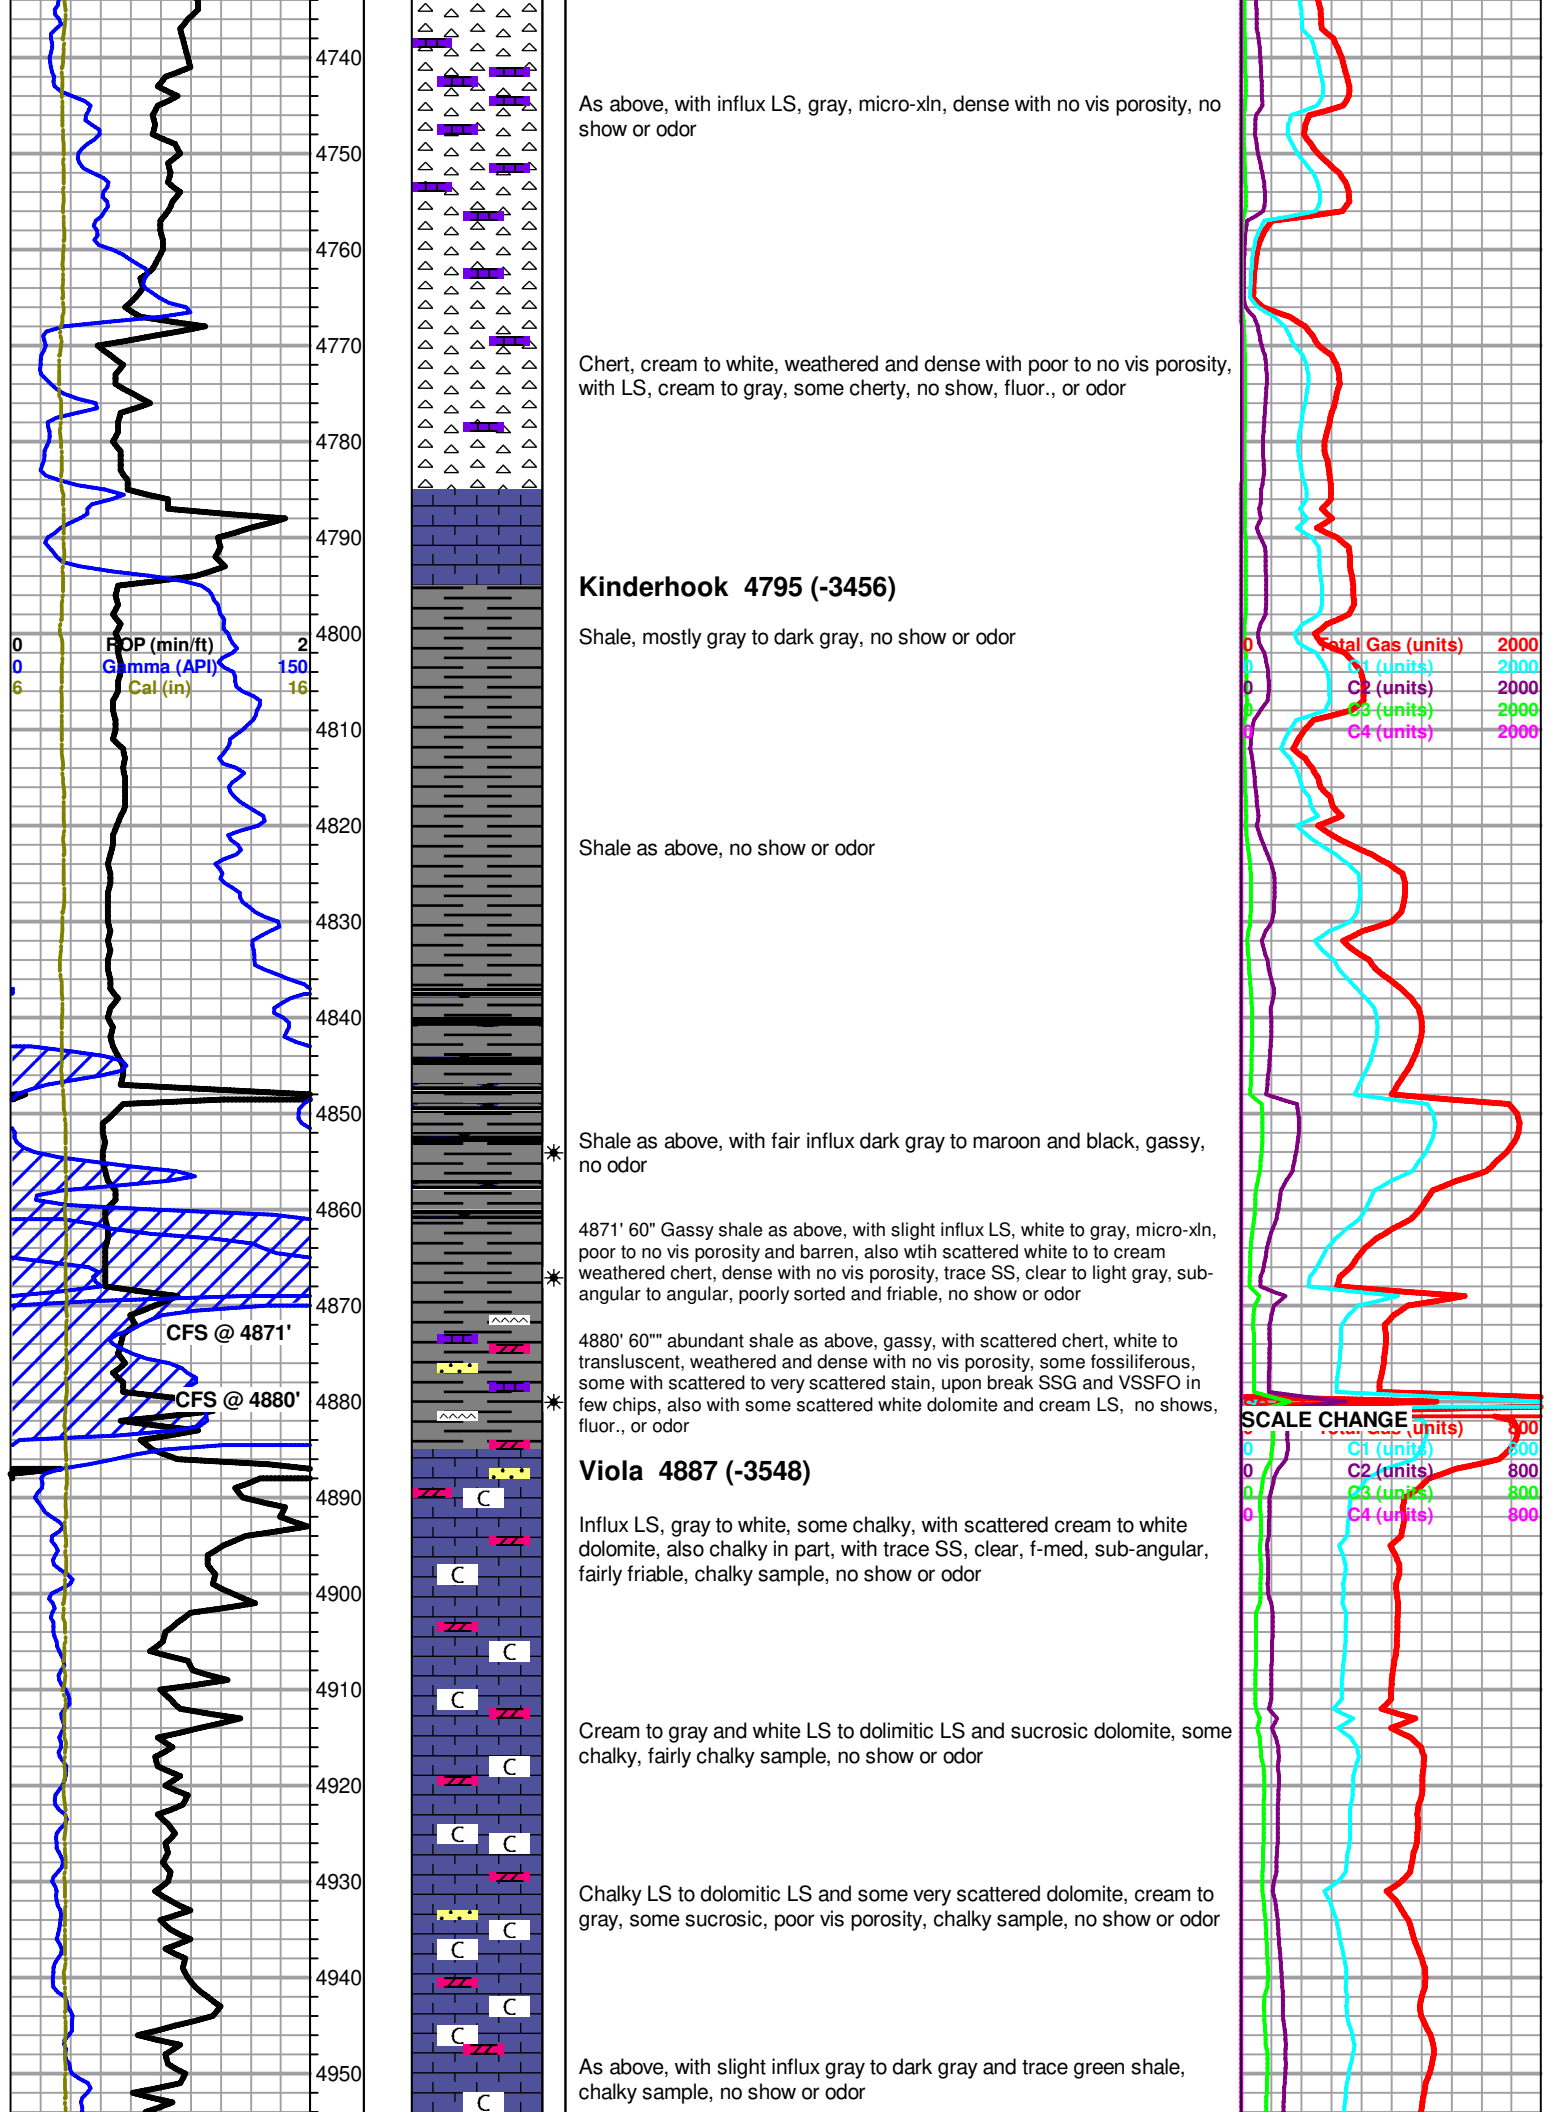 4740
As above, with influx LS, gray, micro-xln, dense with no vis porosity, no
show or odor
4750
4760
4770
Chert, cream to white, weathered and dense with poor to no vis porosity,
with LS, cream to gray, some cherty, no show, fluor., or odor
4780
4790
Kinderhook 4795 (-3456)
4800
Shale, mostly gray to dark gray, no show or odor
0 ROP (min/ft) 2
0 Gamma (API) 150
6 Cal (in) 16
0 Total Gas (units) 2000
0 C1 (units) 2000
0 C2 (units) 2000
0 C3 (units) 2000
0 C4 (units) 2000
4810
4820
Shale as above, no show or odor
4830
4840
4850
Shale as above, with fair influx dark gray to maroon and black, gassy,
no odor
4860
4871' 60" Gassy shale as above, with slight influx LS, white to gray, micro-xln,
poor to no vis porosity and barren, also wtih scattered white to to cream
weathered chert, dense with no vis porosity, trace SS, clear to light gray, sub-
angular to angular, poorly sorted and friable, no show or odor
4870
CFS @ 4871'
4880' 60"" abundant shale as above, gassy, with scattered chert, white to
transluscent, weathered and dense with no vis porosity, some fossiliferous,
some with scattered to very scattered stain, upon break SSG and VSSFO in
few chips, also with some scattered white dolomite and cream LS, no shows,
fluor., or odor
CFS @ 4880'
4880
SCALE CHANGE
Total Gas (units) 800
0 C1 (units) 800
0 C2 (units) 800
0 C3 (units) 800
0 C4 (units) 800
Viola 4887 (-3548)
4890
C
Influx LS, gray to white, some chalky, with scattered cream to white
dolomite, also chalky in part, with trace SS, clear, f-med, sub-angular,
fairly friable, chalky sample, no show or odor
C
4900
C
4910
C
Cream to gray and white LS to dolimitic LS and sucrosic dolomite, some
chalky, fairly chalky sample, no show or odor
C
4920
C
C
4930
Chalky LS to dolomitic LS and some very scattered dolomite, cream to
gray, some sucrosic, poor vis porosity, chalky sample, no show or odor
C
C
4940
C
C
4950
As above, with slight influx gray to dark gray and trace green shale,
chalky sample, no show or odor
C